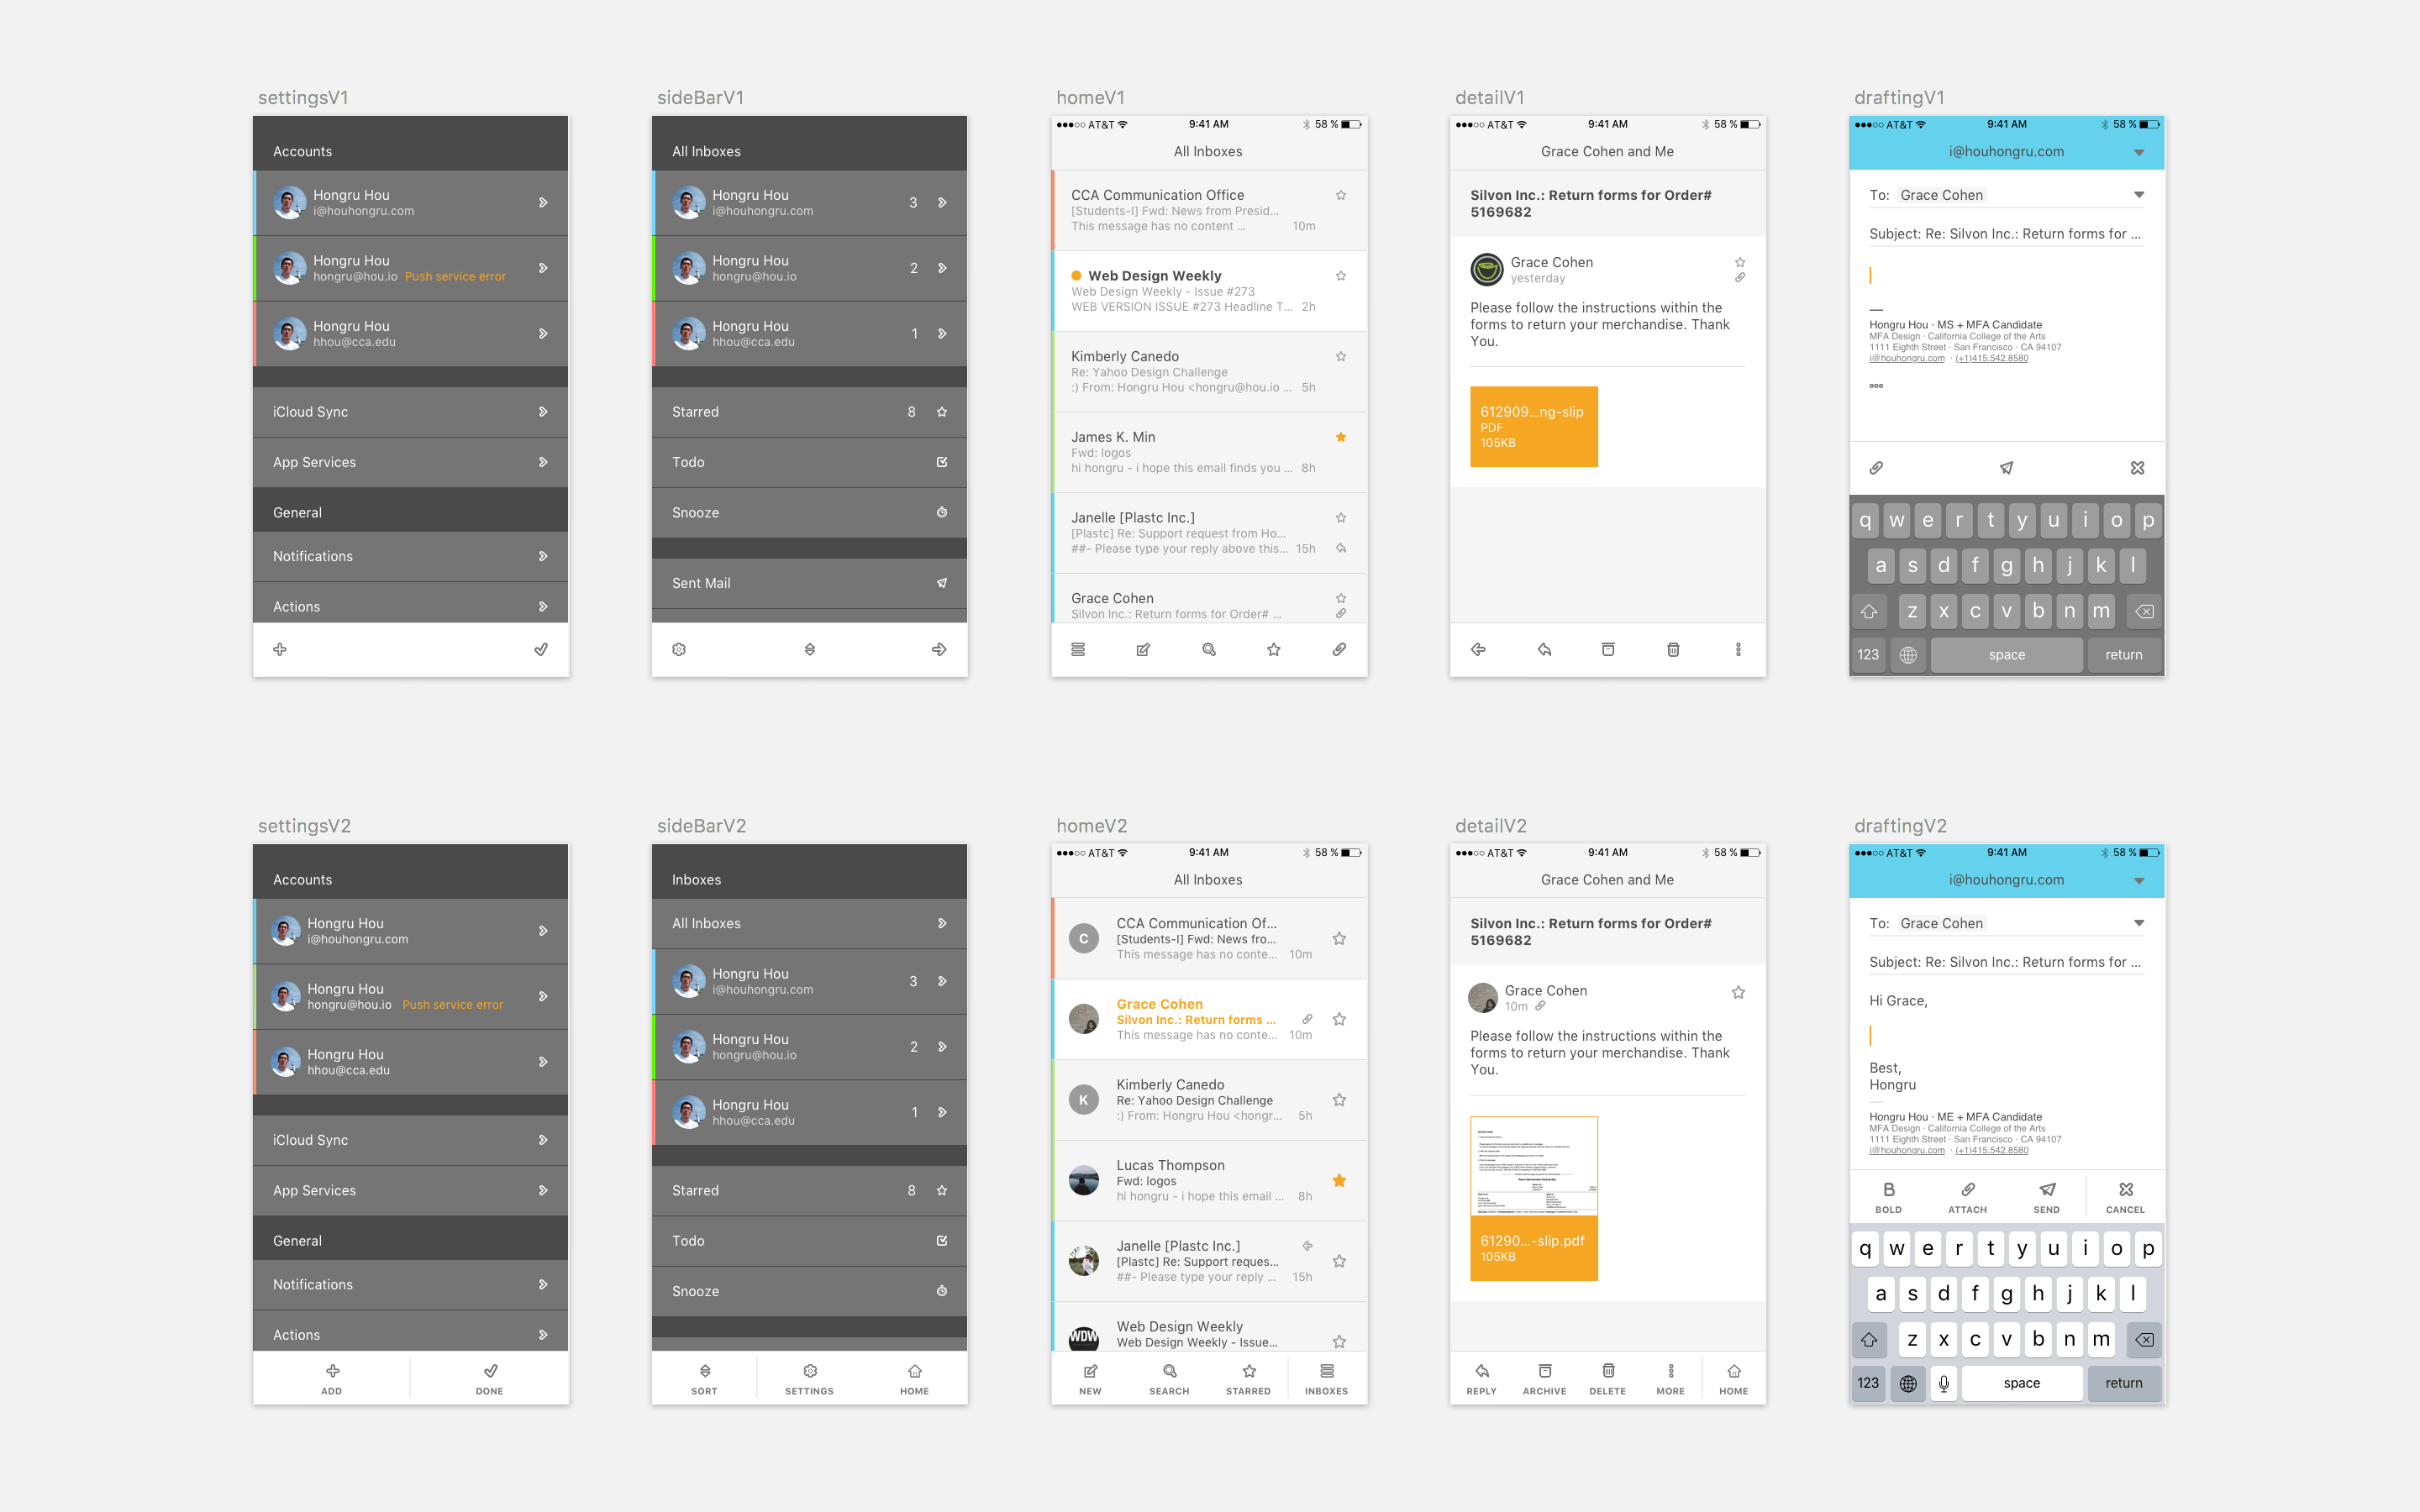 settingsV1
Accounts
Hongru Hou
i@houhongru.com
Hongru Hou
hongru@hou.io Push service error
Hongru Hou
hhou@cca.edu
iCloud Sync
App Services
General
Notifications
Actions
sideBarV1
All Inboxes
Hongru Hou
i@houhongru.com
3
Hongru Hou
hongru@hou.io
2
Hongru Hou
hhou@cca.edu
1
Starred 8
Todo
Snooze
Sent Mail
homeV1
AT&T 9:41 AM 58 %
All Inboxes
CCA Communication Office
[Students-l] Fwd: News from Presid...
This message has no content ... 10m
Web Design Weekly
Web Design Weekly - Issue #273
WEB VERSION ISSUE #273 Headline T... 2h
Kimberly Canedo
Re: Yahoo Design Challenge
:) From: Hongru Hou <hongru@hou.io ... 5h
James K. Min
Fwd: logos
hi hongru - i hope this email finds you ... 8h
Janelle [Plastc Inc.]
[Plastc] Re: Support request from Ho...
##- Please type your reply above this... 15h
Grace Cohen
Silvon Inc.: Return forms for Order# ...
detailV1
AT&T 9:41 AM 58 %
Grace Cohen and Me
Silvon Inc.: Return forms for Order#
5169682
Grace Cohen
yesterday
Please follow the instructions within the
forms to return your merchandise. Thank
You.
612909...ng-slip
PDF
105KB
draftingV1
AT&T 9:41 AM 58 %
i@houhongru.com
To: Grace Cohen
Subject: Re: Silvon Inc.: Return forms for ...
—
Hongru Hou · MS + MFA Candidate
MFA Design · California College of the Arts
1111 Eighth Street · San Francisco · CA 94107
i@houhongru.com · (+1)415.542.8580
q w e r t y u i o p
a s d f g h j k l
z x c v b n m
123 space return
settingsV2
Accounts
Hongru Hou
i@houhongru.com
Hongru Hou
hongru@hou.io Push service error
Hongru Hou
hhou@cca.edu
iCloud Sync
App Services
General
Notifications
Actions
ADD DONE
sideBarV2
Inboxes
All Inboxes
Hongru Hou
i@houhongru.com
3
Hongru Hou
hongru@hou.io
2
Hongru Hou
hhou@cca.edu
1
Starred 8
Todo
Snooze
SORT SETTINGS HOME
homeV2
AT&T 9:41 AM 58 %
All Inboxes
C
CCA Communication Of...
[Students-l] Fwd: News fro...
This message has no conte... 10m
Grace Cohen
Silvon Inc.: Return forms ...
This message has no conte... 10m
K
Kimberly Canedo
Re: Yahoo Design Challenge
:) From: Hongru Hou <hongr... 5h
Lucas Thompson
Fwd: logos
hi hongru - i hope this email ... 8h
Janelle [Plastc Inc.]
[Plastc] Re: Support reques...
##- Please type your reply ... 15h
WDW
Web Design Weekly
Web Design Weekly - Issue...
NEW SEARCH STARRED INBOXES
detailV2
AT&T 9:41 AM 58 %
Grace Cohen and Me
Silvon Inc.: Return forms for Order#
5169682
Grace Cohen
10m
Please follow the instructions within the
forms to return your merchandise. Thank
You.
61290...-slip.pdf
105KB
REPLY ARCHIVE DELETE MORE HOME
draftingV2
AT&T 9:41 AM 58 %
i@houhongru.com
To: Grace Cohen
Subject: Re: Silvon Inc.: Return forms for ...
Hi Grace,
Best,
Hongru
Hongru Hou · ME + MFA Candidate
MFA Design · California College of the Arts
1111 Eighth Street · San Francisco · CA 94107
i@houhongru.com · (+1)415.542.8580
BOLD ATTACH SEND CANCEL
q w e r t y u i o p
a s d f g h j k l
z x c v b n m
123 space return